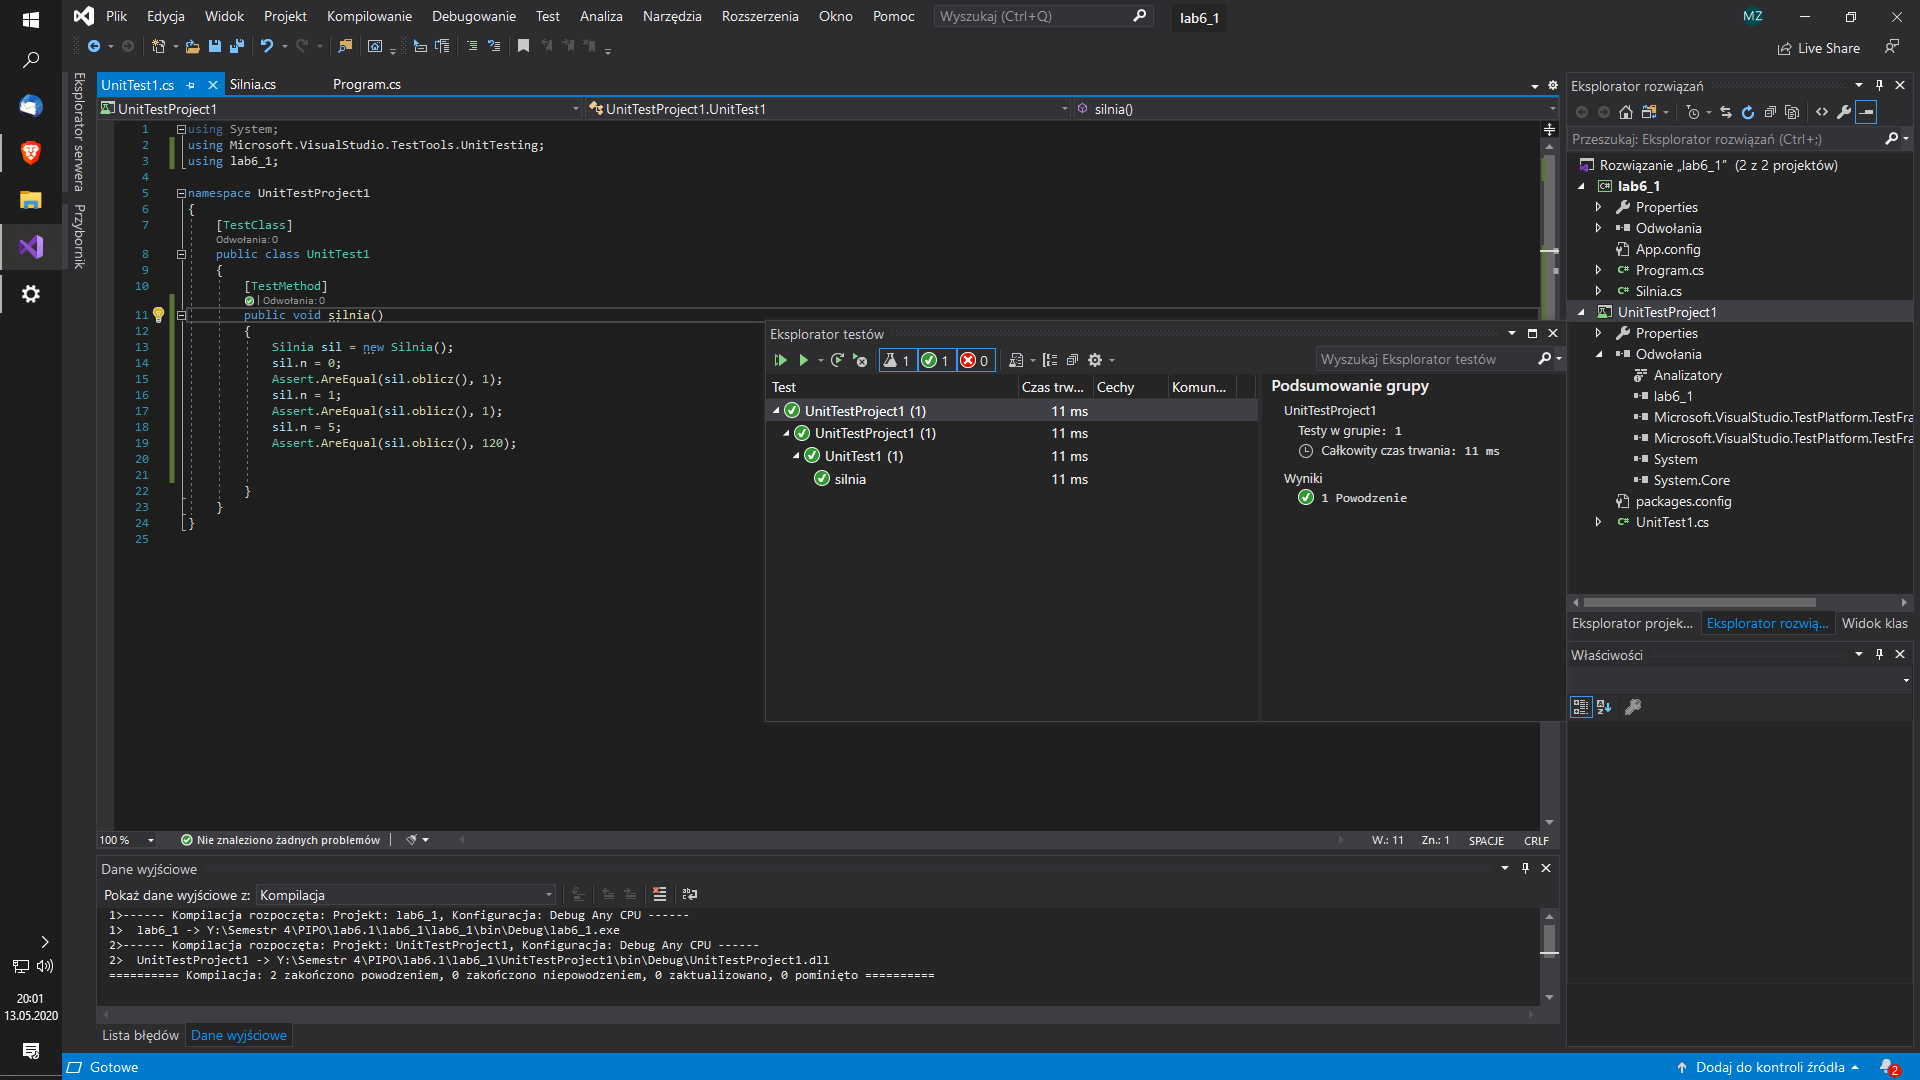 Plik Edycja Widok Projekt Kompilowanie Debugowanie Test Analiza Narzędzia Rozszerzenia Okno Pomoc Wyszukaj (Ctrl+Q) lab6_1 MZ
Live Share
Eksplorator serwera
Przybornik
UnitTest1.cs Silnia.cs Program.cs
UnitTestProject1 UnitTestProject1.UnitTest1 silnia()
1 using System;
2 using Microsoft.VisualStudio.TestTools.UnitTesting;
3 using lab6_1;
4
5 namespace UnitTestProject1
6 {
7 [TestClass]
Odwołania: 0
8 public class UnitTest1
9 {
10 [TestMethod]
| Odwołania: 0
11 public void silnia()
12 {
13 Silnia sil = new Silnia();
14 sil.n = 0;
15 Assert.AreEqual(sil.oblicz(), 1);
16 sil.n = 1;
17 Assert.AreEqual(sil.oblicz(), 1);
18 sil.n = 5;
19 Assert.AreEqual(sil.oblicz(), 120);
20
21
22 }
23 }
24 }
25
Eksplorator testów
1 1 0 Wyszukaj Eksplorator testów
Test Czas trw... Cechy Komun...
UnitTestProject1 (1) 11 ms
UnitTestProject1 (1) 11 ms
UnitTest1 (1) 11 ms
silnia 11 ms
Podsumowanie grupy
UnitTestProject1
Testy w grupie: 1
Całkowity czas trwania: 11 ms
Wyniki
1 Powodzenie
100 % Nie znaleziono żadnych problemów W.: 11 Zn.: 1 SPACJE CRLF
Dane wyjściowe
Pokaż dane wyjściowe z: Kompilacja
1>------ Kompilacja rozpoczęta: Projekt: lab6_1, Konfiguracja: Debug Any CPU ------
1> lab6_1 -> Y:\Semestr 4\PIPO\lab6.1\lab6_1\lab6_1\bin\Debug\lab6_1.exe
2>------ Kompilacja rozpoczęta: Projekt: UnitTestProject1, Konfiguracja: Debug Any CPU ------
2> UnitTestProject1 -> Y:\Semestr 4\PIPO\lab6.1\lab6_1\UnitTestProject1\bin\Debug\UnitTestProject1.dll
========== Kompilacja: 2 zakończono powodzeniem, 0 zakończono niepowodzeniem, 0 zaktualizowano, 0 pominięto ==========
Lista błędów Dane wyjściowe
Eksplorator rozwiązań
Przeszukaj: Eksplorator rozwiązań (Ctrl+;)
Rozwiązanie „lab6_1” (2 z 2 projektów)
lab6_1
Properties
Odwołania
App.config
C# Program.cs
C# Silnia.cs
UnitTestProject1
Properties
Odwołania
Analizatory
lab6_1
Microsoft.VisualStudio.TestPlatform.TestFra
Microsoft.VisualStudio.TestPlatform.TestFra
System
System.Core
packages.config
C# UnitTest1.cs
Eksplorator projek... Eksplorator rozwią... Widok klas
Właściwości
20:01
13.05.2020
Gotowe Dodaj do kontroli źródła 2